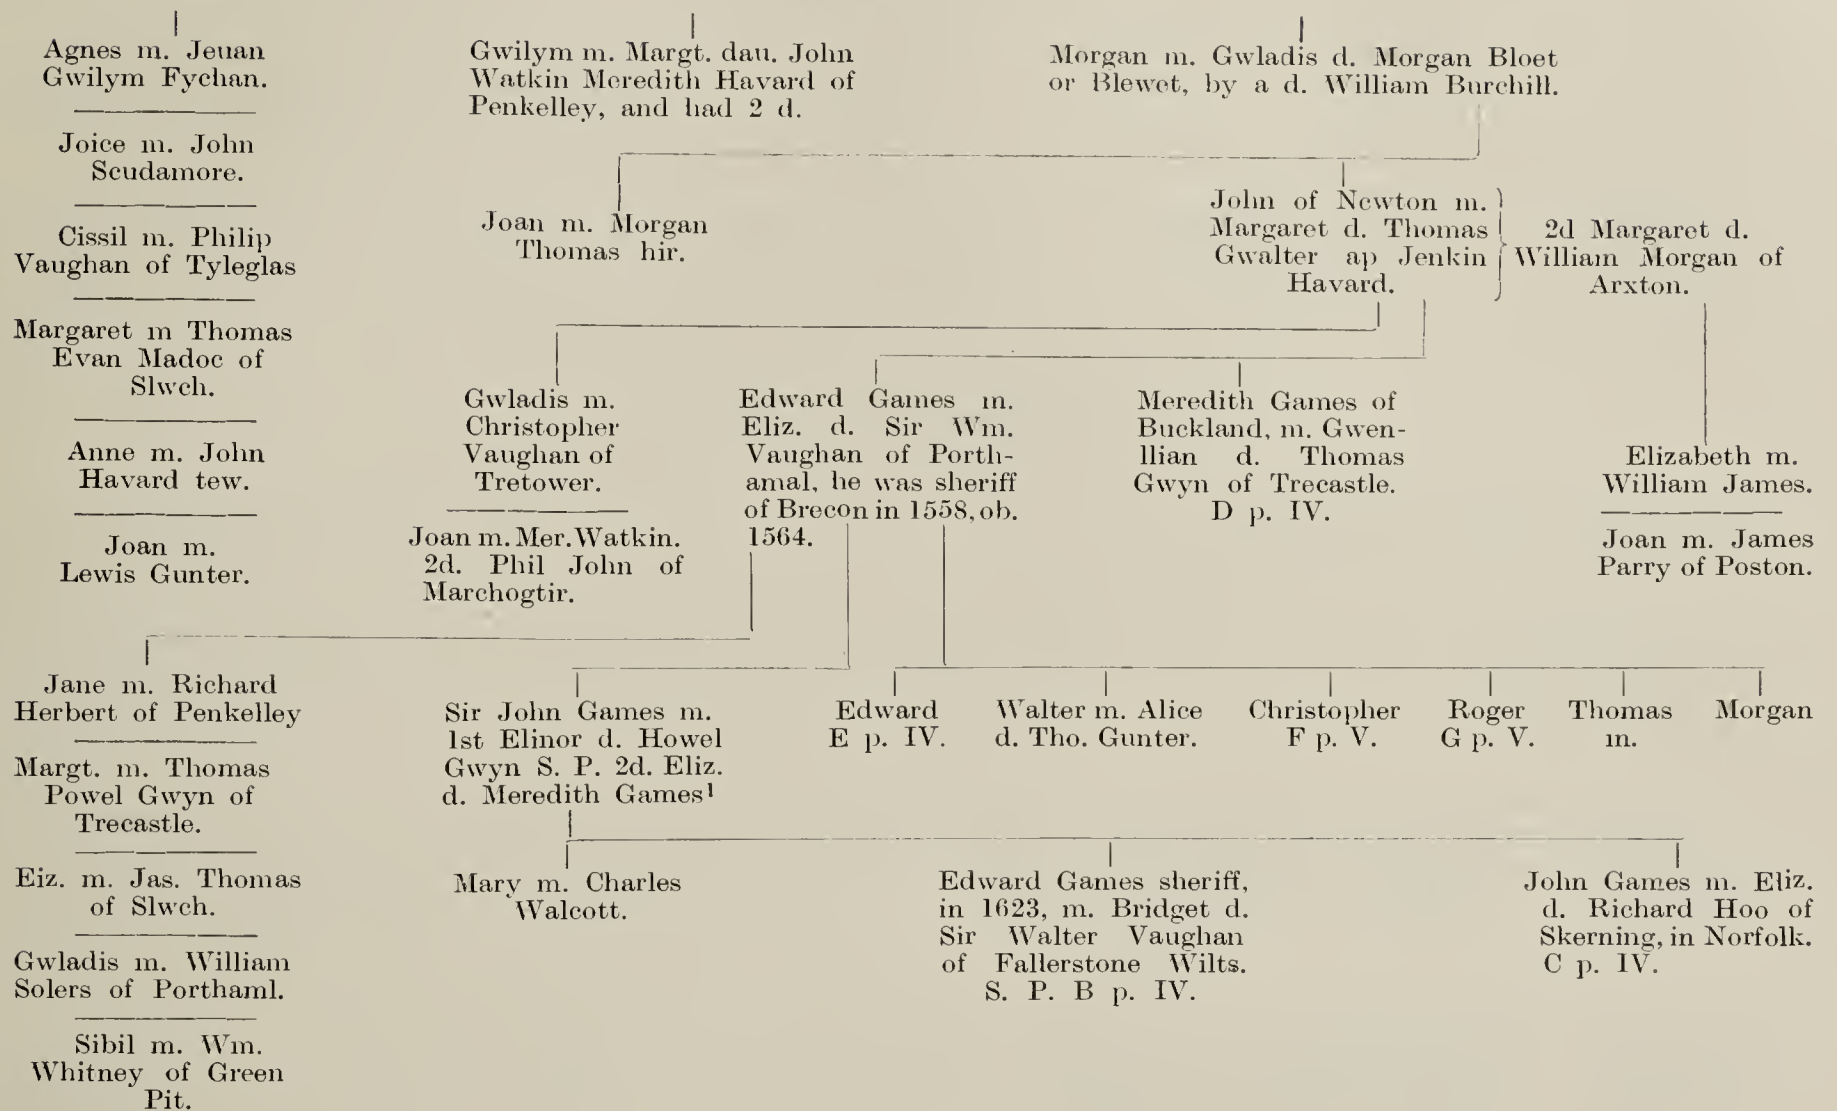 Agnes m. Jeuan
Gwilym Fychan.
Joice m. John
Scudamore.
Cissil m. Philip
Vaughan of Tyleglas
Margaret m Thomas
Evan Madoc of
Slwch.
Anne m. John
Havard tew.
Joan m.
Lewis Gunter.
Gwilym m. Margt. dau. John
Watkin Meredith Havard of
Penkelley, and had 2 d.
Morgan m. Gwladis d. Morgan Bloet
or Blewet, by a d. William Burchill.
Joan m. Morgan
Thomas hir.
John of Newton m.
Margaret d. Thomas
Gwalter ap Jenkin
Havard.
2d Margaret d.
William Morgan of
Arxton.
Gwladis m.
Christopher
Vaughan of
Tretower.
Joan m. Mer. Watkin.
2d. Phil John of
Marchogtir.
Edward Games m.
Eliz. d. Sir Wm.
Vaughan of Porth-
amal, he was sheriff
of Brecon in 1558, ob.
1564.
Meredith Games of
Buckland, m. Gwen-
llian d. Thomas
Gwyn of Trecastle.
D p. IV.
Elizabeth m.
William James.
Joan m. James
Parry of Poston.
Jane m. Richard
Herbert of Penkelley
Margt. m. Thomas
Powel Gwyn of
Trecastle.
Eiz. m. Jas. Thomas
of Slwch.
Gwladis m. William
Solers of Porthaml.
Sibil m. Wm.
Whitney of Green
Pit.
Sir John Games m.
1st Elinor d. Howel
Gwyn S. P. 2d. Eliz.
d. Meredith Games¹
Edward
E p. IV.
Walter m. Alice
d. Tho. Gunter.
Christopher
F p. V.
Roger
G p. V.
Thomas
m.
Morgan
Mary m. Charles
Walcott.
Edward Games sheriff,
in 1623, m. Bridget d.
Sir Walter Vaughan
of Fallerstone Wilts.
S. P. B p. IV.
John Games m. Eliz.
d. Richard Hoo of
Skerning, in Norfolk.
C p. IV.